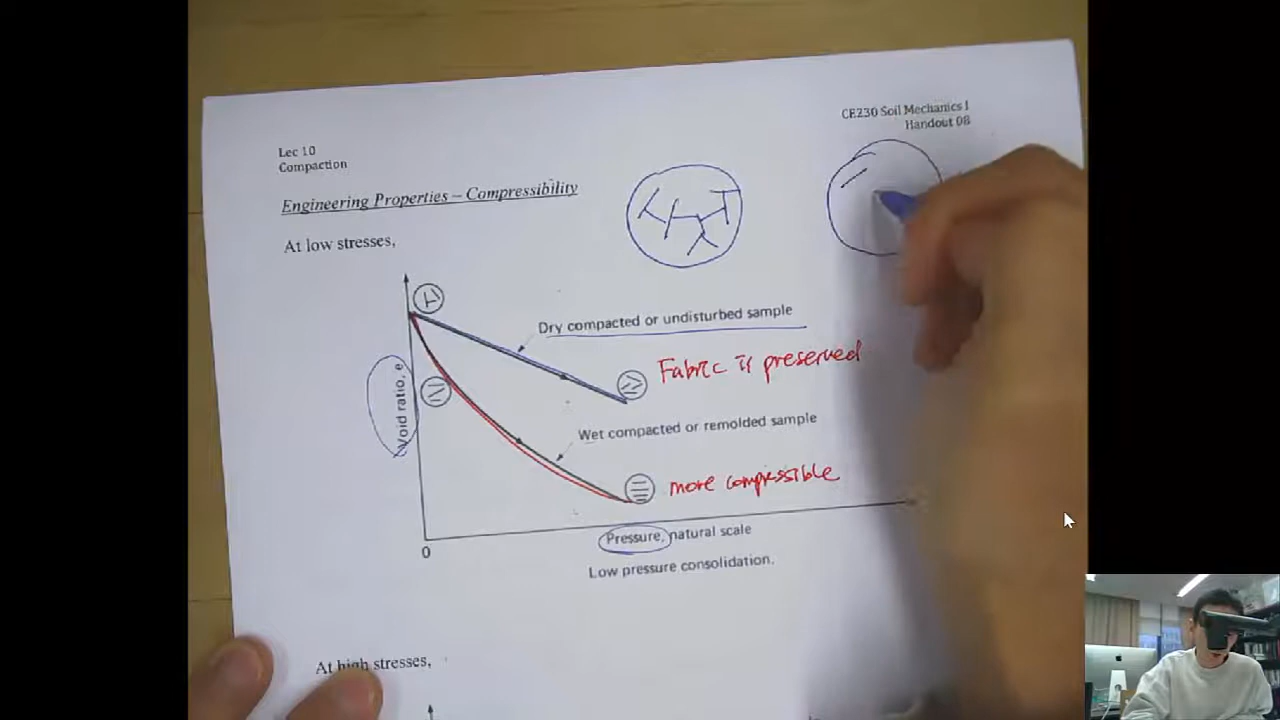 CE230 Soil Mechanics I
Handout 08
Lec 10
Compaction
Engineering Properties – Compressibility
At low stresses,
Dry compacted or undisturbed sample
Fabric is preserved
Void ratio, e
Wet compacted or remolded sample
more compressible
Pressure, natural scale
0
Low pressure consolidation.
At high stresses,